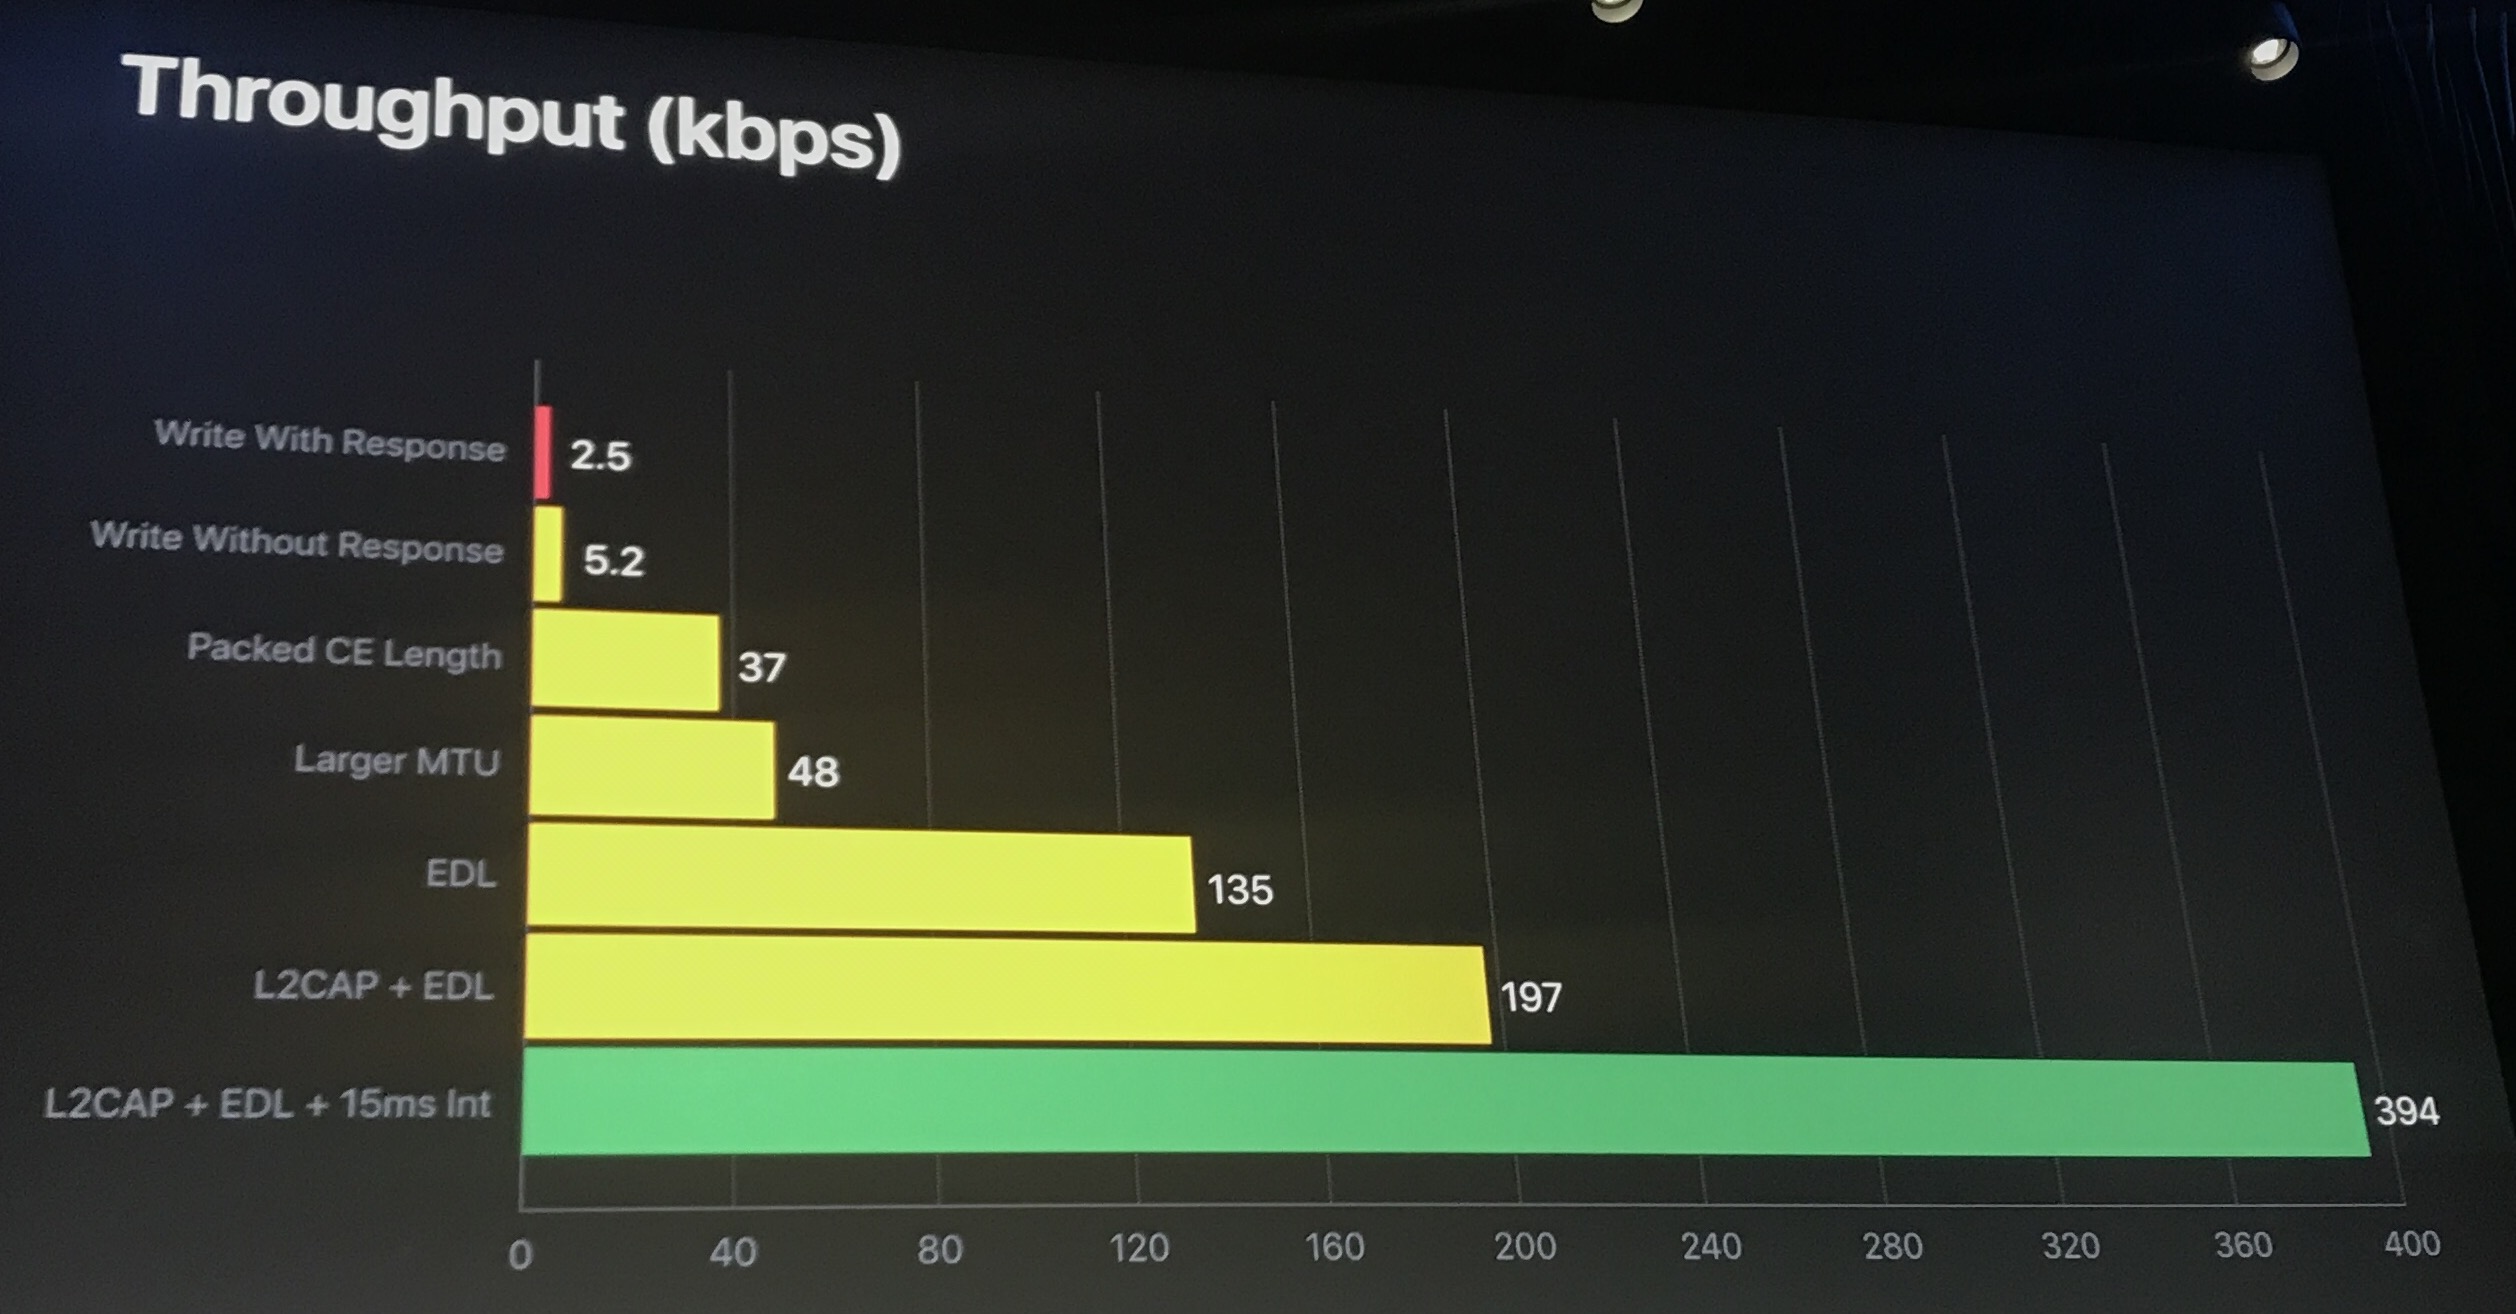 Throughput (kbps)
Write With Response 2.5
Write Without Response 5.2
Packed CE Length 37
Larger MTU 48
EDL 135
L2CAP + EDL 197
L2CAP + EDL + 15ms Int 394
0 40 80 120 160 200 240 280 320 360 400